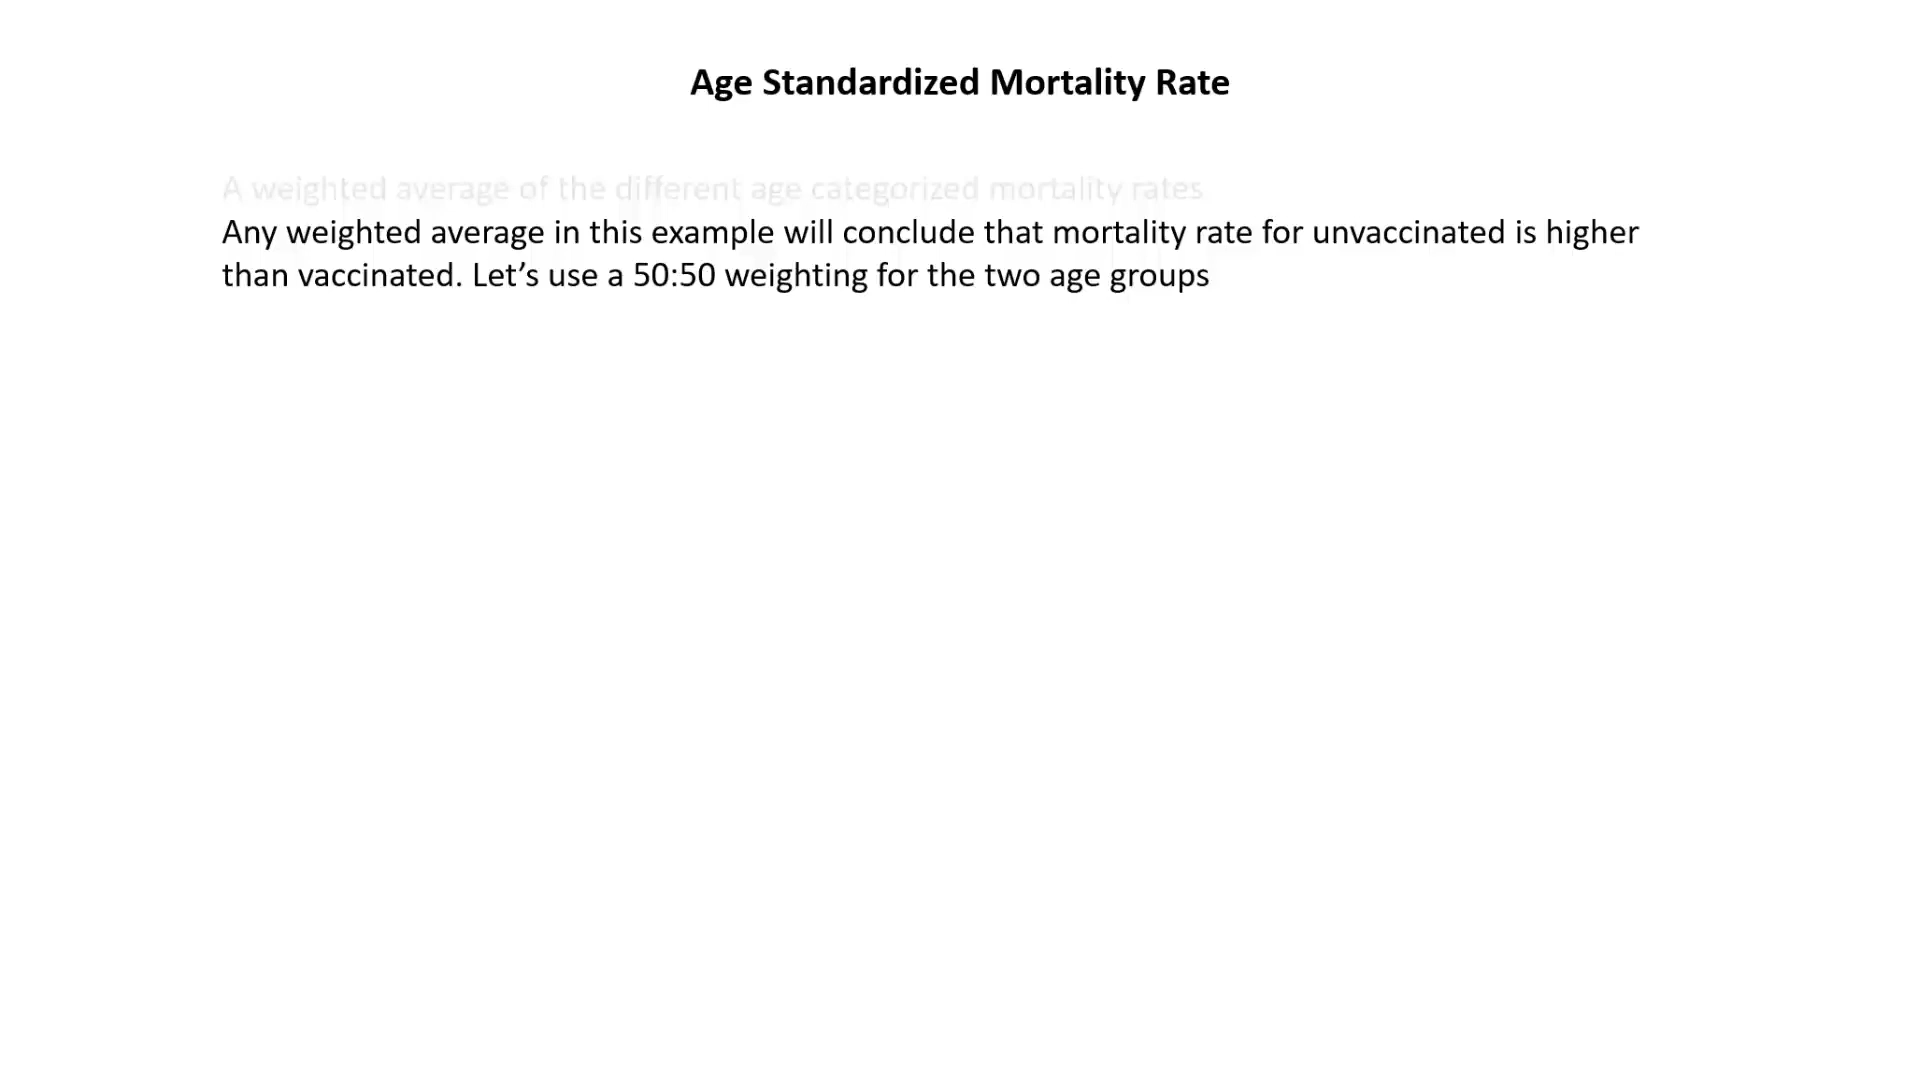 Age Standardized Mortality Rate
A weighted average of the different age categorized mortality rates
Any weighted average in this example will conclude that mortality rate for unvaccinated is higher
than vaccinated. Let’s use a 50:50 weighting for the two age groups